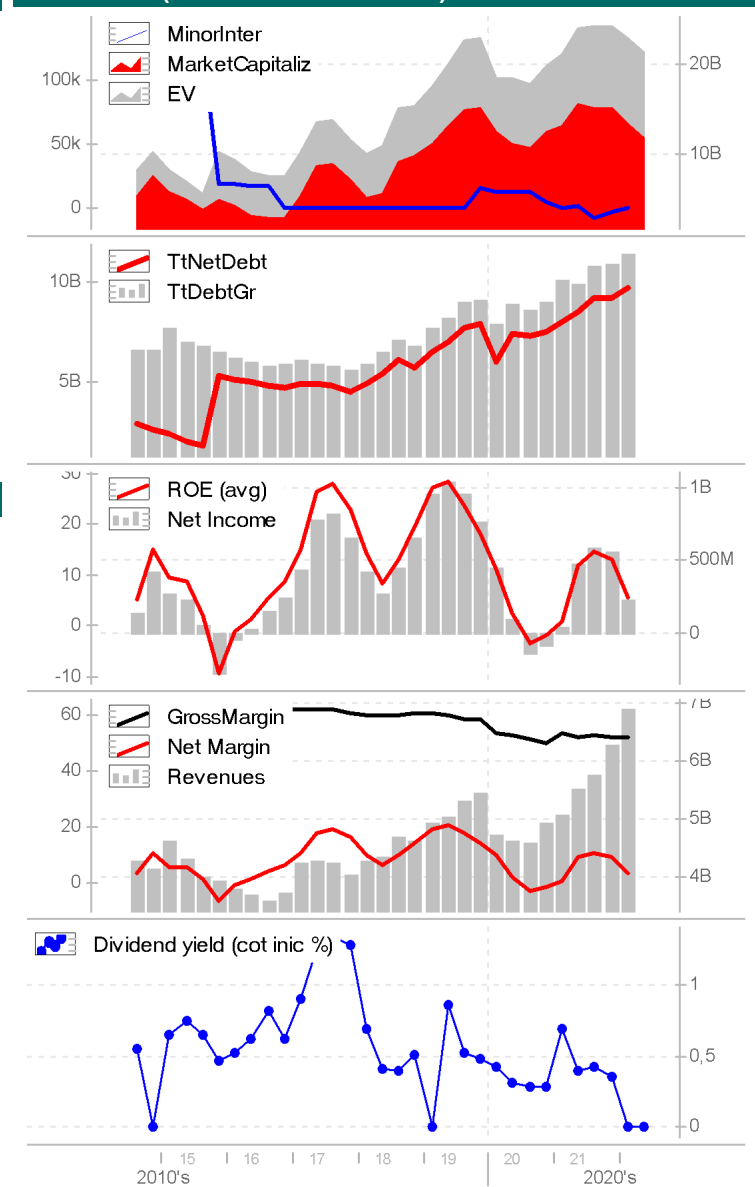 MinorInter
MarketCapitaliz
EV
100k
50k
0
20B
10B
TtNetDebt
TtDebtGr
10B
5B
30
20
10
0
-10
ROE (avg)
Net Income
1B
500M
0
60
40
20
0
GrossMargin
Net Margin
Revenues
7B
6B
5B
4B
Dividend yield (cot inic %)
1
0,5
0
15 16 17 18 19 20 21
2010's 2020's